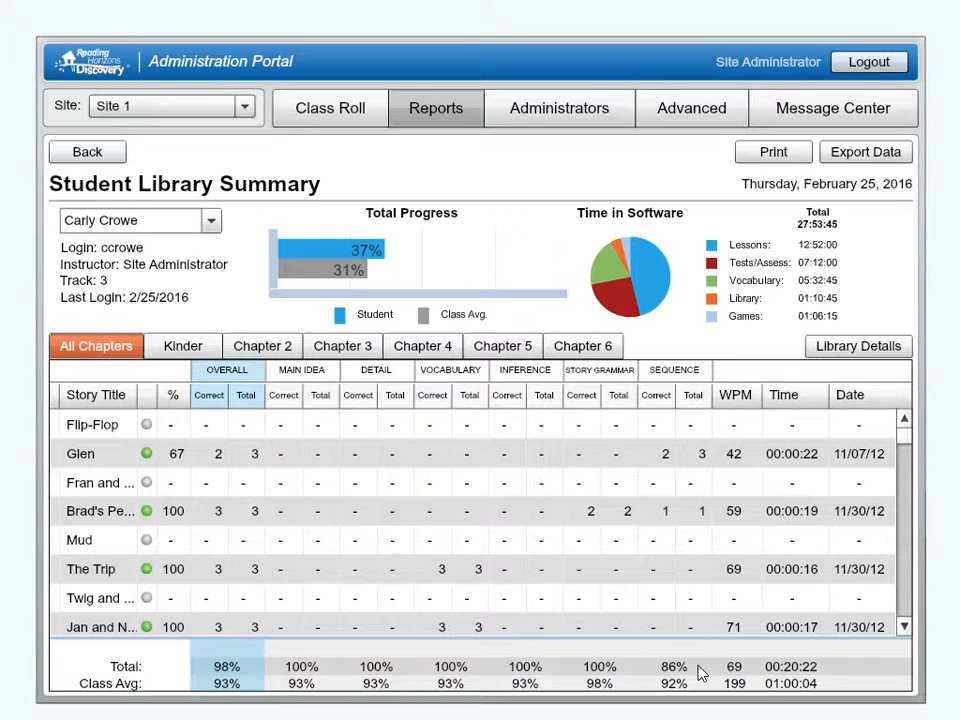 Reading Horizons Discovery Administration Portal Site Administrator Logout
Site: Site 1 Class Roll Reports Administrators Advanced Message Center
Back Print Export Data
Student Library Summary Thursday, February 25, 2016
Carly Crowe
Login: ccrowe
Instructor: Site Administrator
Track: 3
Last Login: 2/25/2016
Total Progress
37%
31%
Student Class Avg.
Time in Software
Total
27:53:45
Lessons: 12:52:00
Tests/Assess: 07:12:00
Vocabulary: 05:32:45
Library: 01:10:45
Games: 01:06:15
All Chapters Kinder Chapter 2 Chapter 3 Chapter 4 Chapter 5 Chapter 6 Library Details
OVERALL MAIN IDEA DETAIL VOCABULARY INFERENCE STORY GRAMMAR SEQUENCE
Story Title % Correct Total Correct Total Correct Total Correct Total Correct Total Correct Total Correct Total WPM Time Date
Flip-Flop - - - - - - - - - - - - - - - - - -
Glen 67 2 3 - - - - - - - - - - 2 3 42 00:00:22 11/07/12
Fran and ... - - - - - - - - - - - - - - - - - -
Brad's Pe... 100 3 3 - - - - - - - - 2 2 1 1 59 00:00:19 11/30/12
Mud - - - - - - - - - - - - - - - - - -
The Trip 100 3 3 - - - - 3 3 - - - - - - 69 00:00:16 11/30/12
Twig and ... - - - - - - - - - - - - - - - - - -
Jan and N... 100 3 3 - - - - 3 3 - - - - - - 71 00:00:17 11/30/12
Total: 98% 100% 100% 100% 100% 100% 86% 69 00:20:22
Class Avg: 93% 93% 93% 93% 93% 98% 92% 199 01:00:04